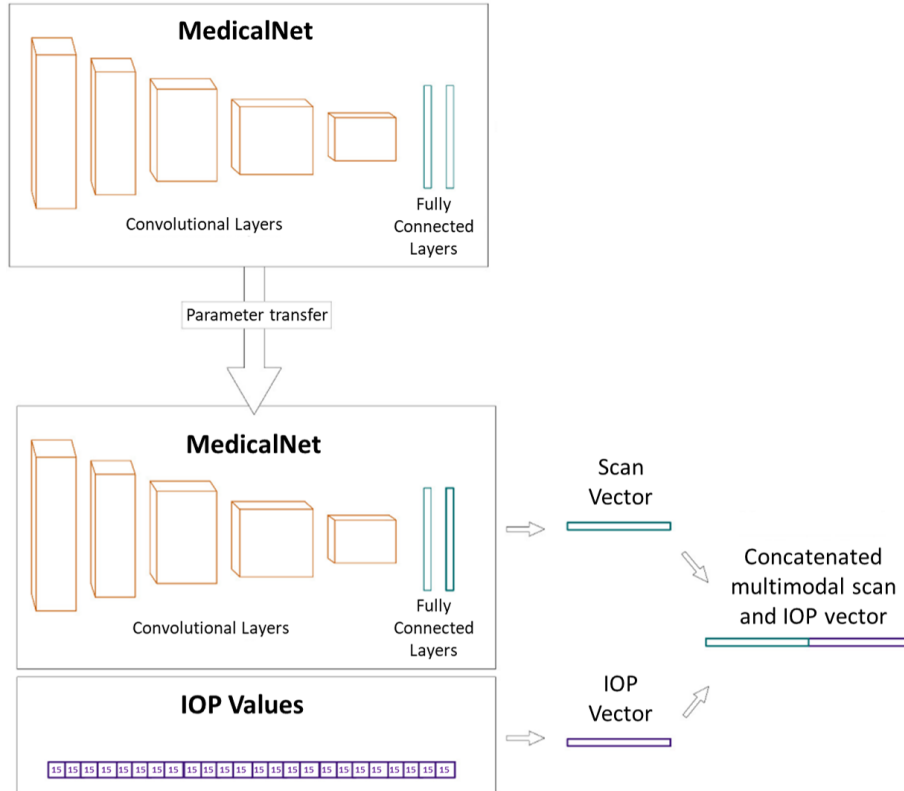 MedicalNet
Convolutional Layers
Fully
Connected
Layers
Parameter transfer
MedicalNet
Convolutional Layers
Fully
Connected
Layers
Scan
Vector
Concatenated
multimodal scan
and IOP vector
IOP Values
15 15 15 15 15 15 15 15 15 15 15 15 15 15 15 15 15 15 15 15 15 15 15 15
IOP
Vector